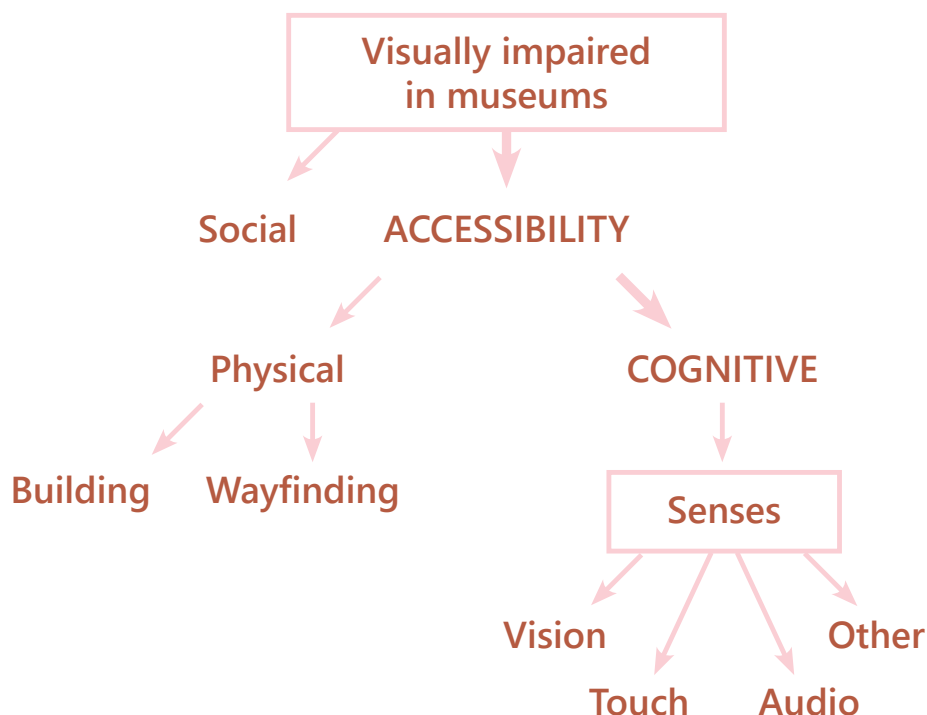 Visually impaired
in museums
Social
ACCESSIBILITY
Physical
COGNITIVE
Building
Wayfinding
Senses
Vision
Other
Touch
Audio